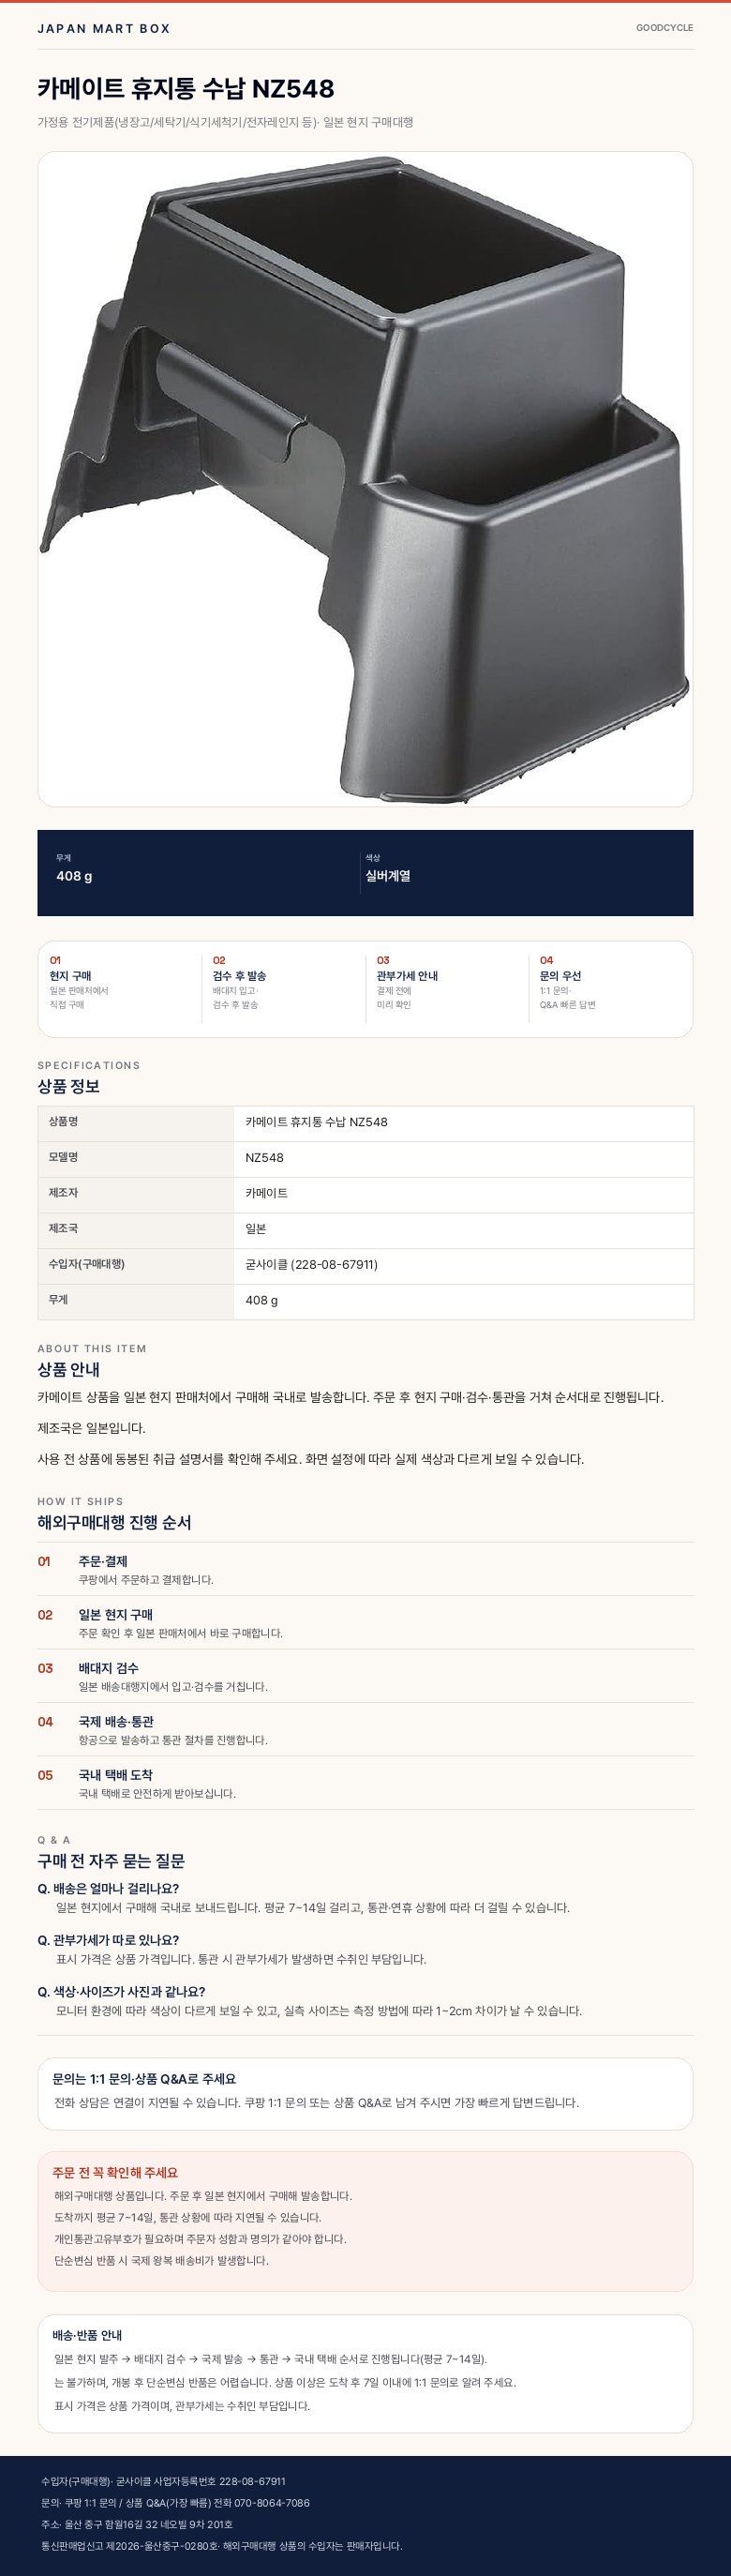 JAPAN MART BOX
GOODCYCLE
카메이트 휴지통 수납 NZ548
가정용 전기제품(냉장고/세탁기/식기세척기/전자레인지 등)· 일본 현지 구매대행
무게
408 g
색상
실버계열
01
현지 구매
일본 판매처에서
직접 구매
02
검수 후 발송
배대지 입고·
검수 후 발송
03
관부가세 안내
결제 전에
미리 확인
04
문의 우선
1:1 문의·
Q&A 빠른 답변
SPECIFICATIONS
상품 정보
상품명 카메이트 휴지통 수납 NZ548
모델명 NZ548
제조자 카메이트
제조국 일본
수입자(구매대행) 굳사이클 (228-08-67911)
무게 408 g
ABOUT THIS ITEM
상품 안내
카메이트 상품을 일본 현지 판매처에서 구매해 국내로 발송합니다. 주문 후 현지 구매·검수·통관을 거쳐 순서대로 진행됩니다.
제조국은 일본입니다.
사용 전 상품에 동봉된 취급 설명서를 확인해 주세요. 화면 설정에 따라 실제 색상과 다르게 보일 수 있습니다.
HOW IT SHIPS
해외구매대행 진행 순서
01 주문·결제
쿠팡에서 주문하고 결제합니다.
02 일본 현지 구매
주문 확인 후 일본 판매처에서 바로 구매합니다.
03 배대지 검수
일본 배송대행지에서 입고·검수를 거칩니다.
04 국제 배송·통관
항공으로 발송하고 통관 절차를 진행합니다.
05 국내 택배 도착
국내 택배로 안전하게 받아보십니다.
Q & A
구매 전 자주 묻는 질문
Q. 배송은 얼마나 걸리나요?
일본 현지에서 구매해 국내로 보내드립니다. 평균 7~14일 걸리고, 통관·연휴 상황에 따라 더 걸릴 수 있습니다.
Q. 관부가세가 따로 있나요?
표시 가격은 상품 가격입니다. 통관 시 관부가세가 발생하면 수취인 부담입니다.
Q. 색상·사이즈가 사진과 같나요?
모니터 환경에 따라 색상이 다르게 보일 수 있고, 실측 사이즈는 측정 방법에 따라 1~2cm 차이가 날 수 있습니다.
문의는 1:1 문의·상품 Q&A로 주세요
전화 상담은 연결이 지연될 수 있습니다. 쿠팡 1:1 문의 또는 상품 Q&A로 남겨 주시면 가장 빠르게 답변드립니다.
주문 전 꼭 확인해 주세요
해외구매대행 상품입니다. 주문 후 일본 현지에서 구매해 발송합니다.
도착까지 평균 7~14일, 통관 상황에 따라 지연될 수 있습니다.
개인통관고유부호가 필요하며 주문자 성함과 명의가 같아야 합니다.
단순변심 반품 시 국제 왕복 배송비가 발생합니다.
배송·반품 안내
일본 현지 발주 → 배대지 검수 → 국제 발송 → 통관 → 국내 택배 순서로 진행됩니다(평균 7~14일).
는 불가하며, 개봉 후 단순변심 반품은 어렵습니다. 상품 이상은 도착 후 7일 이내에 1:1 문의로 알려 주세요.
표시 가격은 상품 가격이며, 관부가세는 수취인 부담입니다.
수입자(구매대행)· 굳사이클 사업자등록번호 228-08-67911
문의· 쿠팡 1:1 문의 / 상품 Q&A(가장 빠름) 전화 070-8064-7086
주소· 울산 중구 함월16길 32 네오빌 9차 201호
통신판매업신고 제2026-울산중구-0280호· 해외구매대행 상품의 수입자는 판매자입니다.